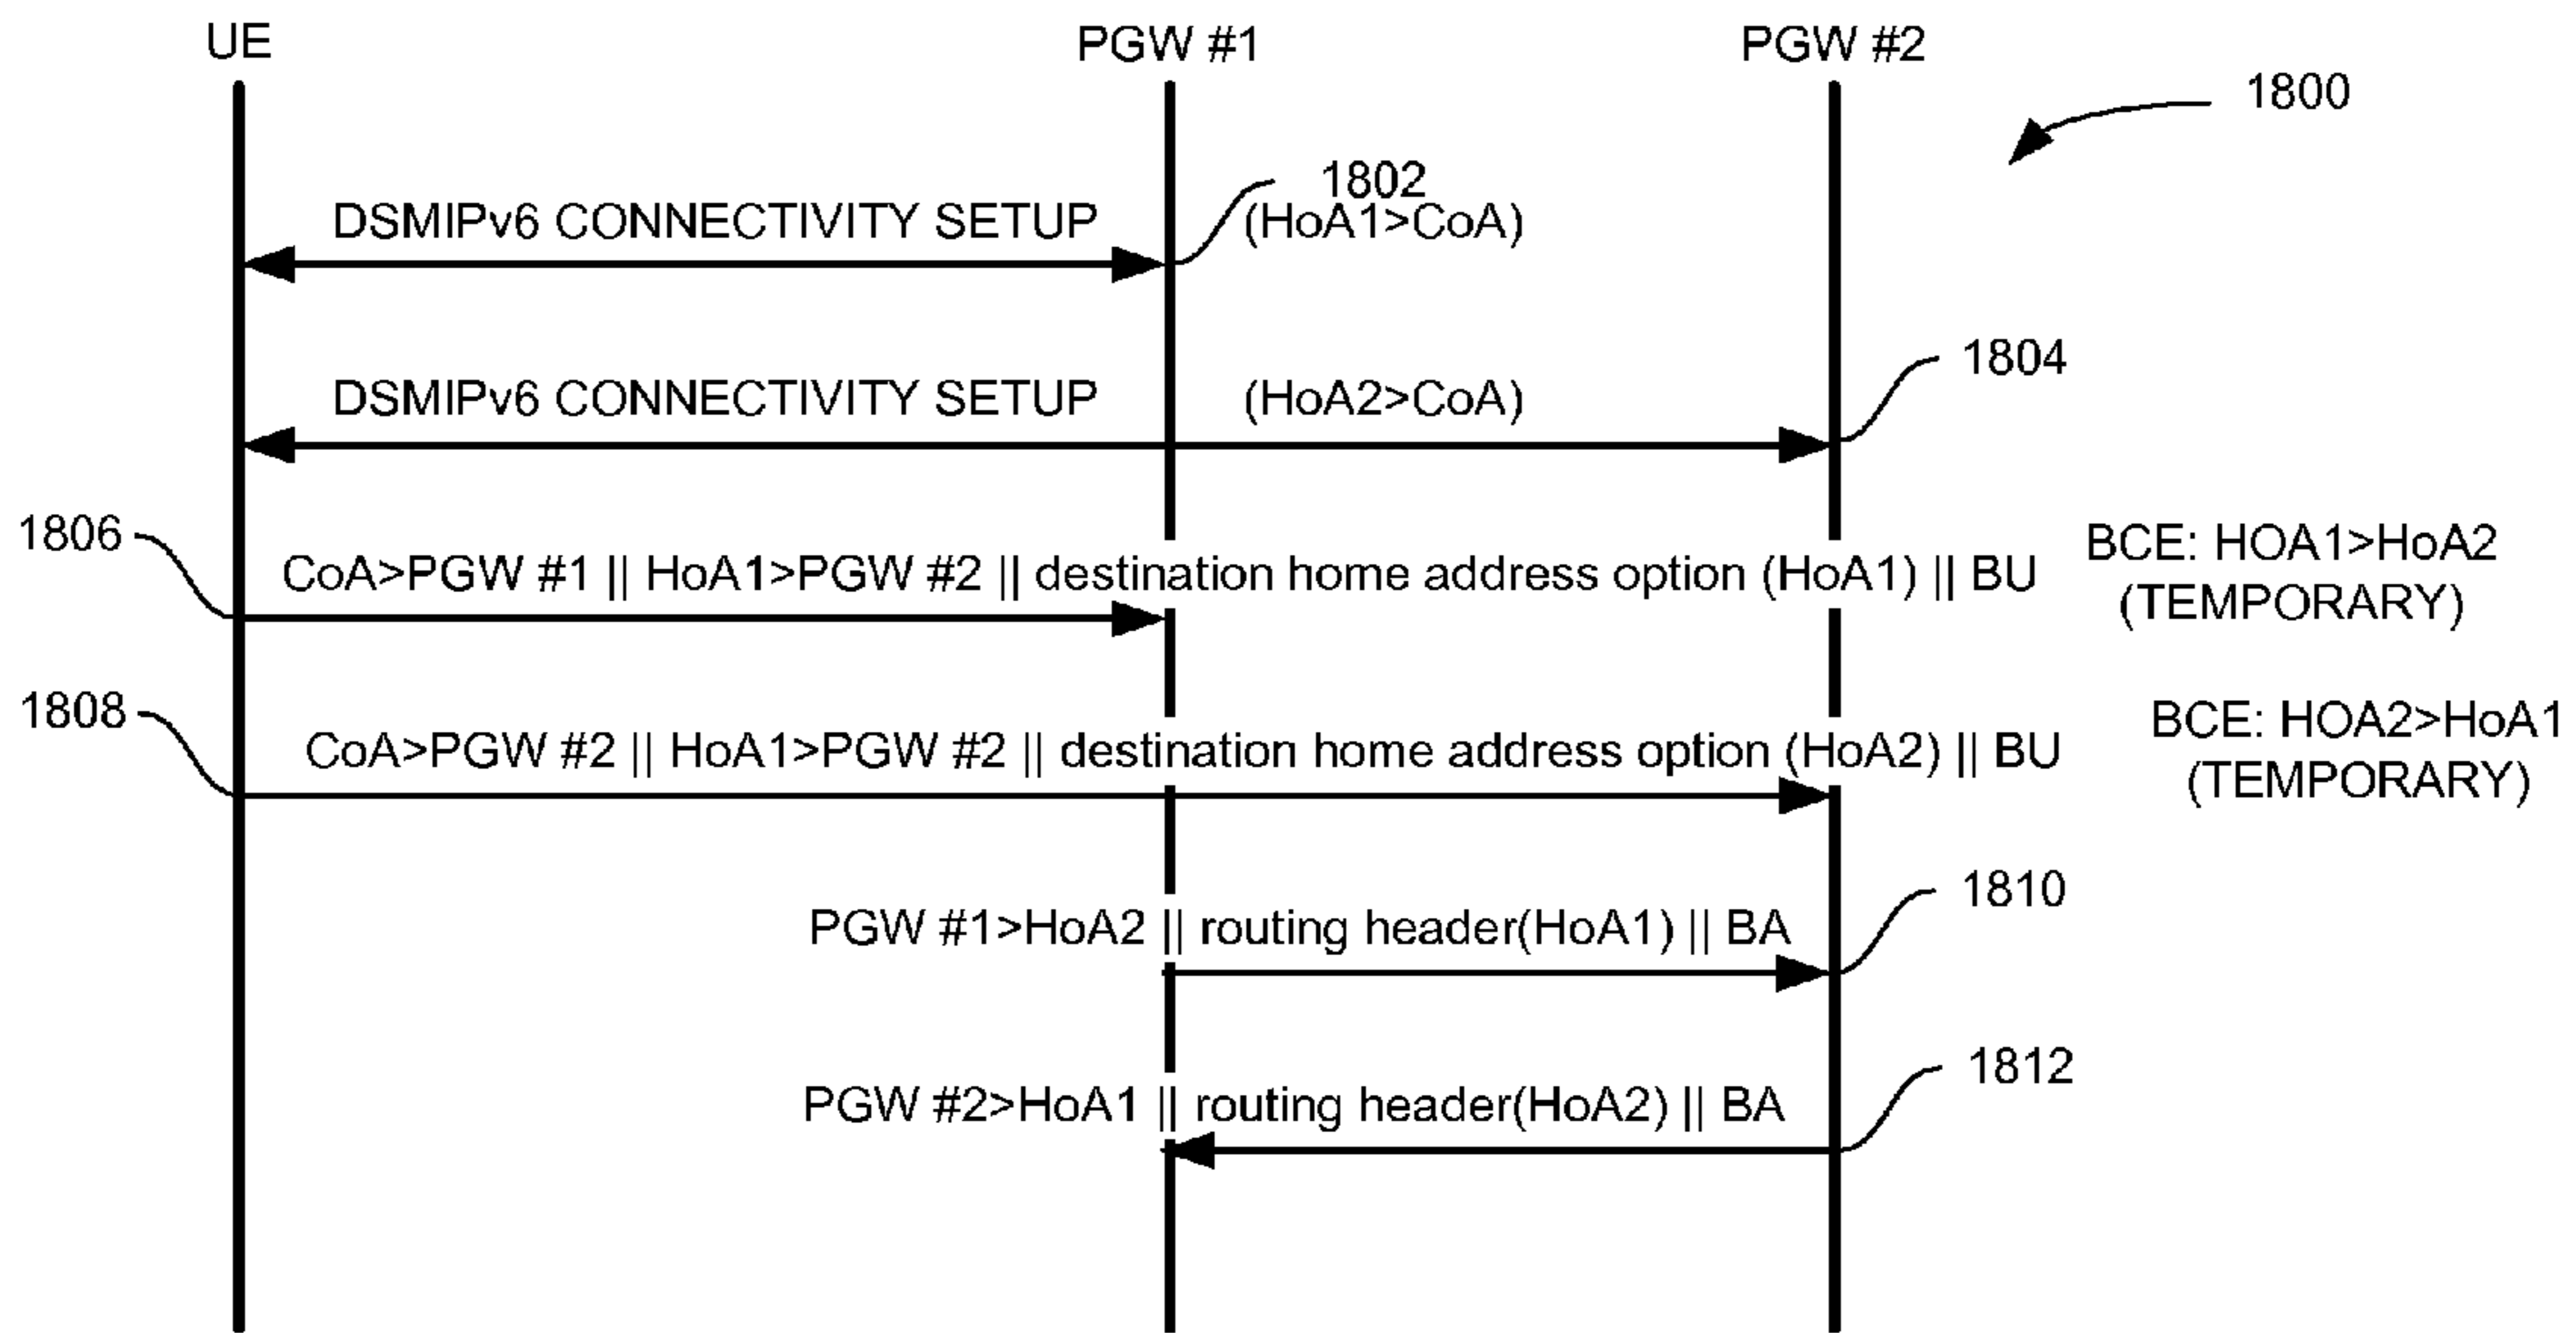 UE
PGW #1
PGW #2
1800
1802
DSMIPv6 CONNECTIVITY SETUP (HoA1>CoA)
1804
DSMIPv6 CONNECTIVITY SETUP (HoA2>CoA)
1806
CoA>PGW #1 || HoA1>PGW #2 || destination home address option (HoA1) || BU
BCE: HOA1>HoA2
(TEMPORARY)
1808
CoA>PGW #2 || HoA1>PGW #2 || destination home address option (HoA2) || BU
BCE: HOA2>HoA1
(TEMPORARY)
1810
PGW #1>HoA2 || routing header(HoA1) || BA
1812
PGW #2>HoA1 || routing header(HoA2) || BA